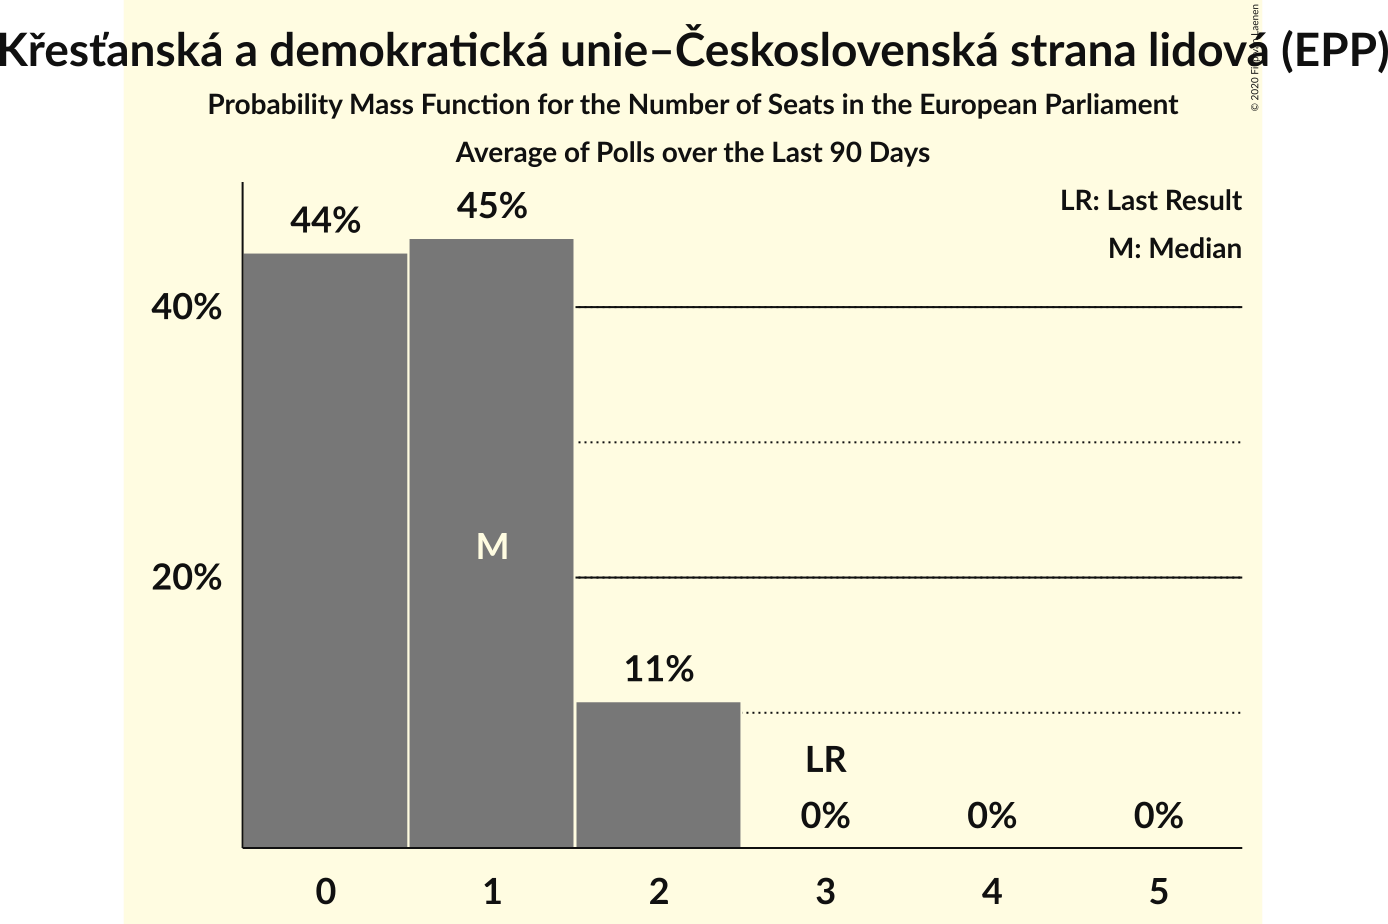 Křesťanská a demokratická unie–Československá strana lidová (EPP)
Probability Mass Function for the Number of Seats in the European Parliament
Average of Polls over the Last 90 Days
© 2020 Laenen
LR: Last Result
M: Median
44%
45%
40%
M
20%
11%
LR
0%
0%
0%
0
1
2
3
4
5